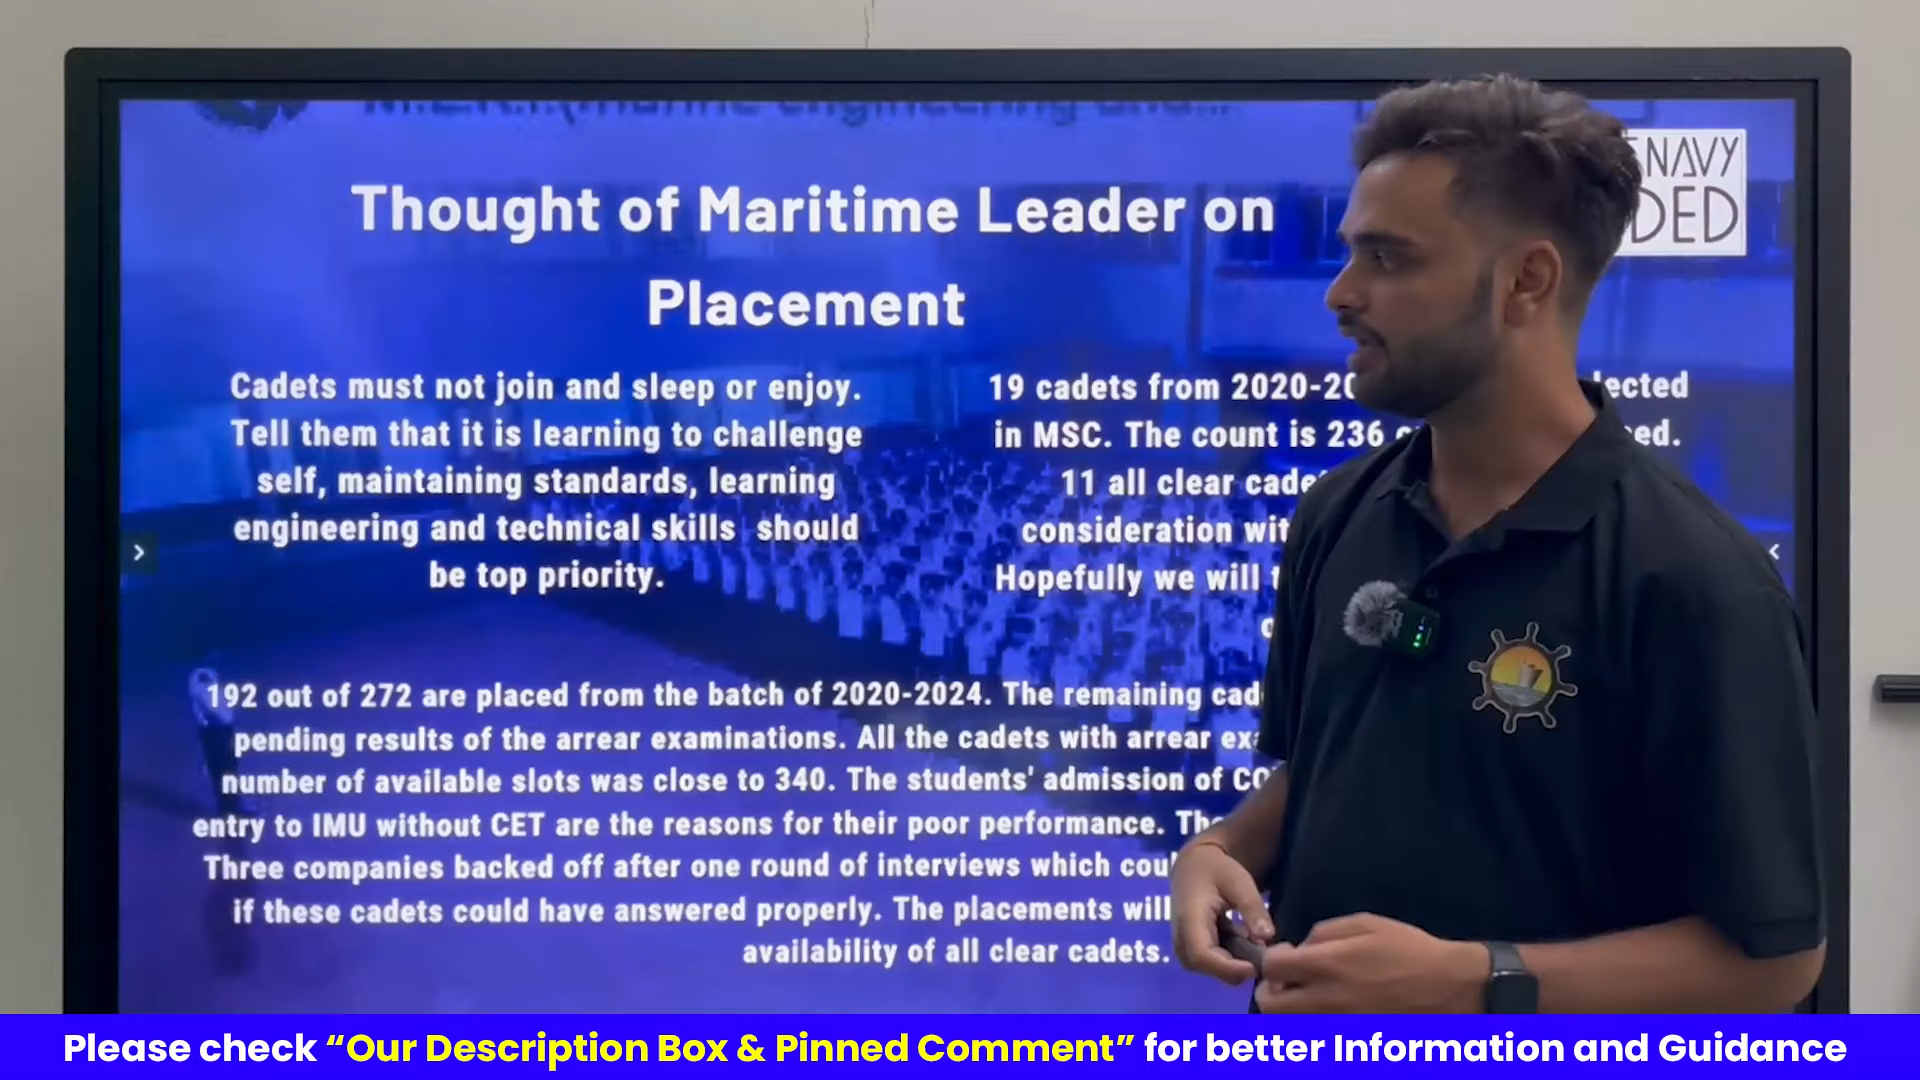 Thought of Maritime Leader on
Placement
NAVY
DED
Cadets must not join and sleep or enjoy.
Tell them that it is learning to challenge
self, maintaining standards, learning
engineering and technical skills should
be top priority.
19 cadets from 2020-20
in MSC. The count is 236
11 all clear
consideration
Hopefully we will
192 out of 272 are placed from the batch of 2020-2024. The remaining
pending results of the arrear examinations. All the cadets with arrear
number of available slots was close to 340. The students' admission of
entry to IMU without CET are the reasons for their poor performance.
Three companies backed off after one round of interviews which
if these cadets could have answered properly. The placements will
availability of all clear cadets.
Please check “Our Description Box & Pinned Comment” for better Information and Guidance